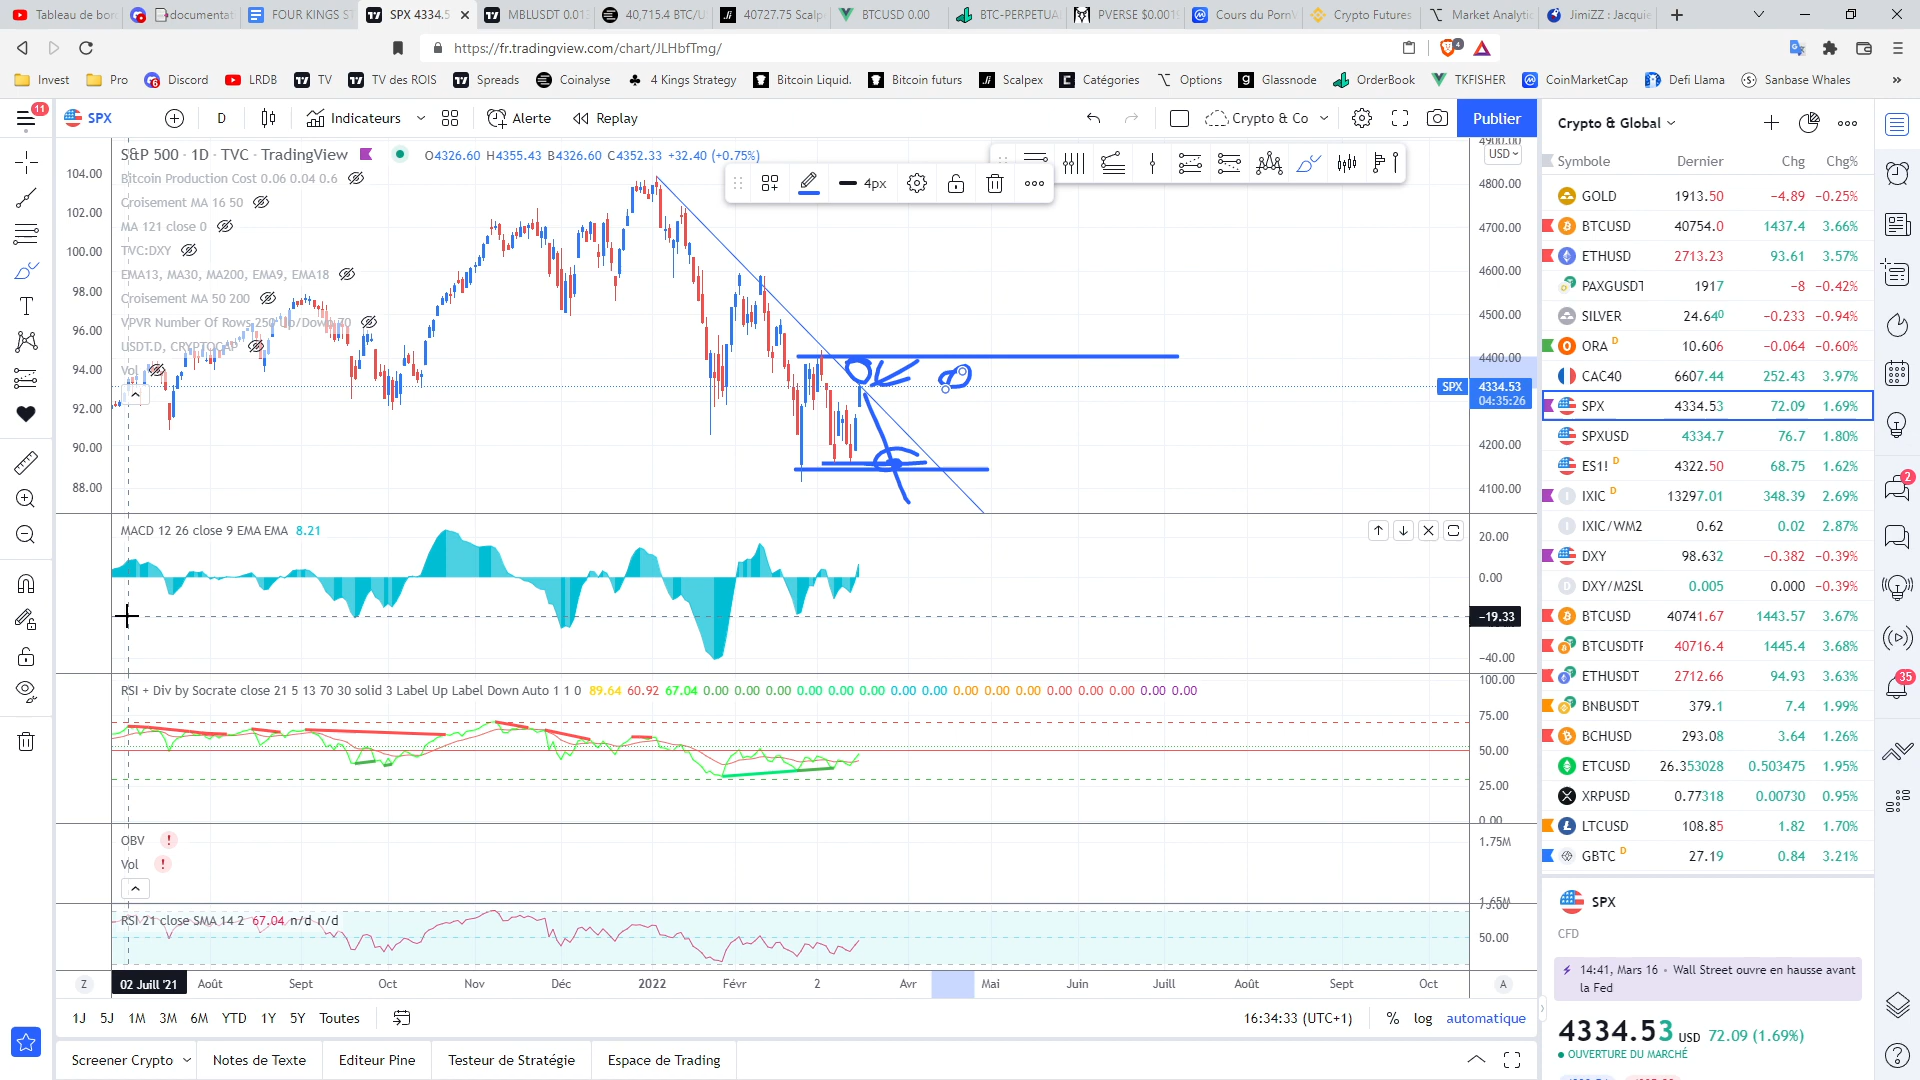 Tableau de bor
documentat
FOUR KINGS ST
SPX 4334.5
MBLUSDT 0.01
40,715.4 BTC/U
40727.75 Scalp
BTCUSD 0.00
BTC-PERPETUA
PVERSE $0.001
Cours du PornV
Crypto Futures
Market Analytic
JimiZZ : Jacquie
https://fr.tradingview.com/chart/JLHbfTmg/
4
Invest
Pro
Discord
LRDB
TV
TV des ROIS
Spreads
Coinalyse
4 Kings Strategy
Bitcoin Liquid.
Bitcoin futurs
Scalpex
Catégories
Options
Glassnode
OrderBook
TKFISHER
CoinMarketCap
Defi Llama
Sanbase Whales
»
11
SPX
D
Indicateurs
Alerte
Replay
Crypto & Co
Publier
S&P 500 · 1D · TVC · TradingView
O4326.60 H4355.43 B4326.60 C4352.33 +32.40 (+0.75%)
Bitcoin Production Cost 0.06 0.04 0.6
Croisement MA 16 50
MA 121 close 0
TVC:DXY
EMA13, MA30, MA200, EMA9, EMA18
Croisement MA 50 200
VPVR Number Of Rows 250 Up/Down 70
USDT.D, CRYPTOCAP
Vol
4px
104.00
102.00
100.00
98.00
96.00
94.00
92.00
90.00
88.00
4900.00
USD
4800.00
4700.00
4600.00
4500.00
4400.00
SPX
4334.53
04:35:26
4200.00
4100.00
MACD 12 26 close 9 EMA EMA 8.21
20.00
0.00
-19.33
-40.00
RSI + Div by Socrate close 21 5 13 70 30 solid 3 Label Up Label Down Auto 1 1 0 89.64 60.92 67.04 0.00 0.00 0.00 0.00 0.00 0.00 0.00 0.00 0.00 0.00 0.00 0.00 0.00 0.00 0.00 0.00
100.00
75.00
50.00
25.00
0.00
OBV !
Vol !
1.75M
1.65M
RSI 21 close SMA 14 2 67.04 n/d n/d
75.00
50.00
Z
02 Juill '21
Août
Sept
Oct
Nov
Déc
2022
Févr
2
Avr
Mai
Juin
Juill
Août
Sept
Oct
A
1J 5J 1M 3M 6M YTD 1Y 5Y Toutes
16:34:33 (UTC+1)
% log automatique
Screener Crypto
Notes de Texte
Editeur Pine
Testeur de Stratégie
Espace de Trading
Crypto & Global
Symbole Dernier Chg Chg%
GOLD 1913.50 −4.89 −0.25%
BTCUSD 40754.0 1437.4 3.66%
ETHUSD 2713.23 93.61 3.57%
PAXGUSDT 1917 −8 −0.42%
SILVER 24.640 −0.233 −0.94%
ORA D 10.606 −0.064 −0.60%
CAC40 6607.44 252.43 3.97%
SPX 4334.53 72.09 1.69%
SPXUSD 4334.7 76.7 1.80%
ES1! D 4322.50 68.75 1.62%
IXIC D 13297.01 348.39 2.69%
IXIC/WM2 0.62 0.02 2.87%
DXY 98.632 −0.382 −0.39%
DXY/M2SL 0.005 0.000 −0.39%
BTCUSD 40741.67 1443.57 3.67%
BTCUSDTF 40716.4 1445.4 3.68%
ETHUSDT 2712.66 94.93 3.63%
BNBUSDT 379.1 7.4 1.99%
BCHUSD 293.08 3.64 1.26%
ETCUSD 26.353028 0.503475 1.95%
XRPUSD 0.77318 0.00730 0.95%
LTCUSD 108.85 1.82 1.70%
GBTC D 27.19 0.84 3.21%
SPX
CFD
14:41, Mars 16 • Wall Street ouvre en hausse avant
la Fed
4334.53 USD 72.09 (1.69%)
OUVERTURE DU MARCHÉ
2
35